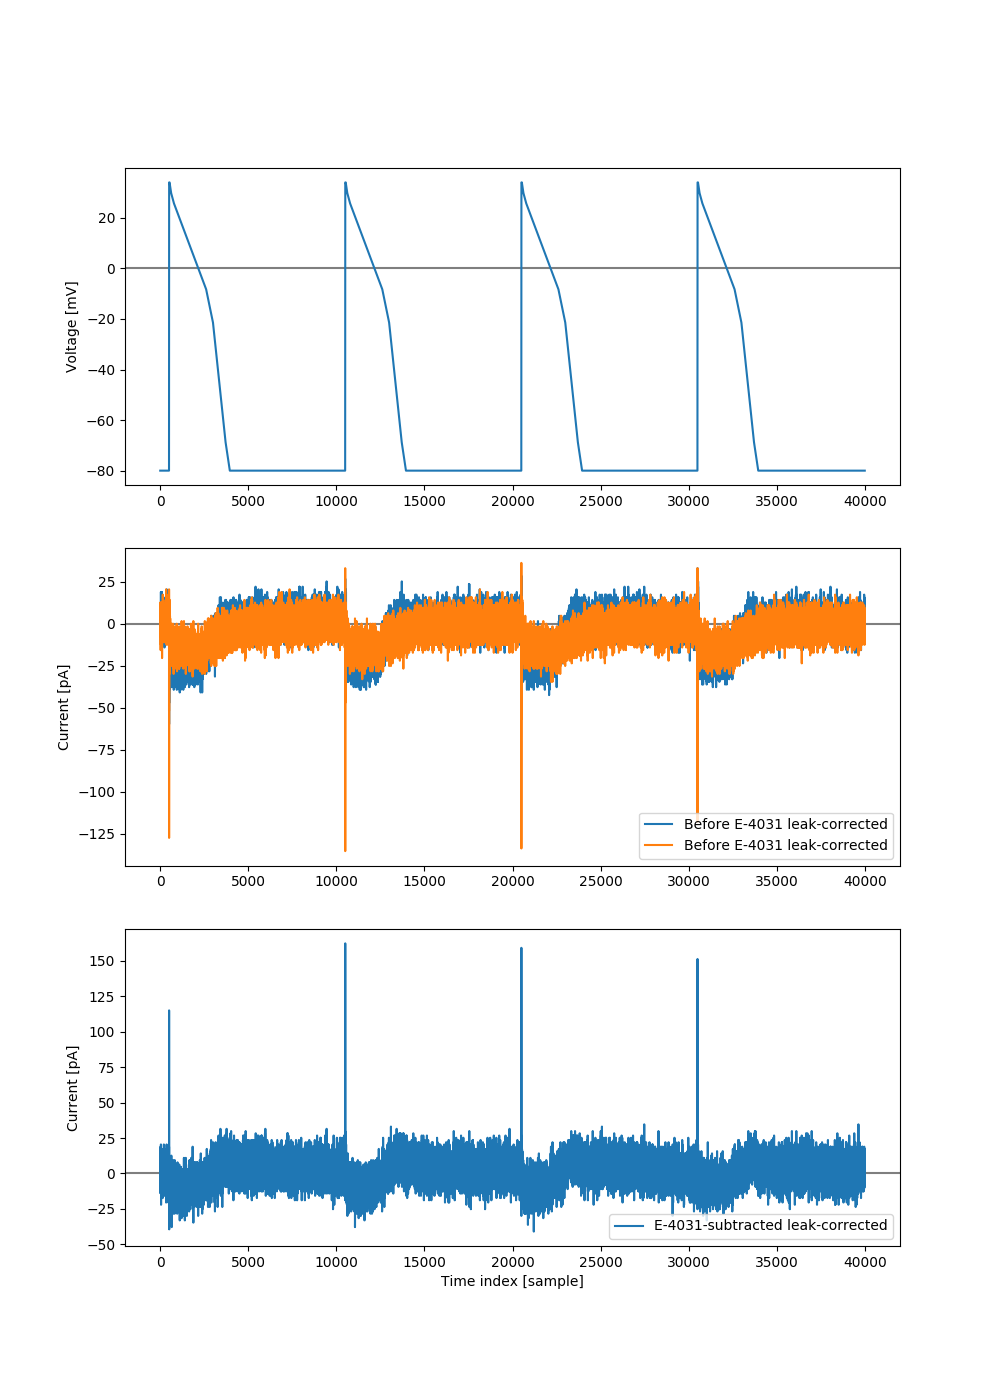 20
0
−20
−40
−60
−80
Voltage [mV]
0 5000 10000 15000 20000 25000 30000 35000 40000
25
0
−25
−50
−75
−100
−125
Current [pA]
Before E-4031 leak-corrected
Before E-4031 leak-corrected
0 5000 10000 15000 20000 25000 30000 35000 40000
150
125
100
75
50
25
0
−25
−50
Current [pA]
E-4031-subtracted leak-corrected
0 5000 10000 15000 20000 25000 30000 35000 40000
Time index [sample]